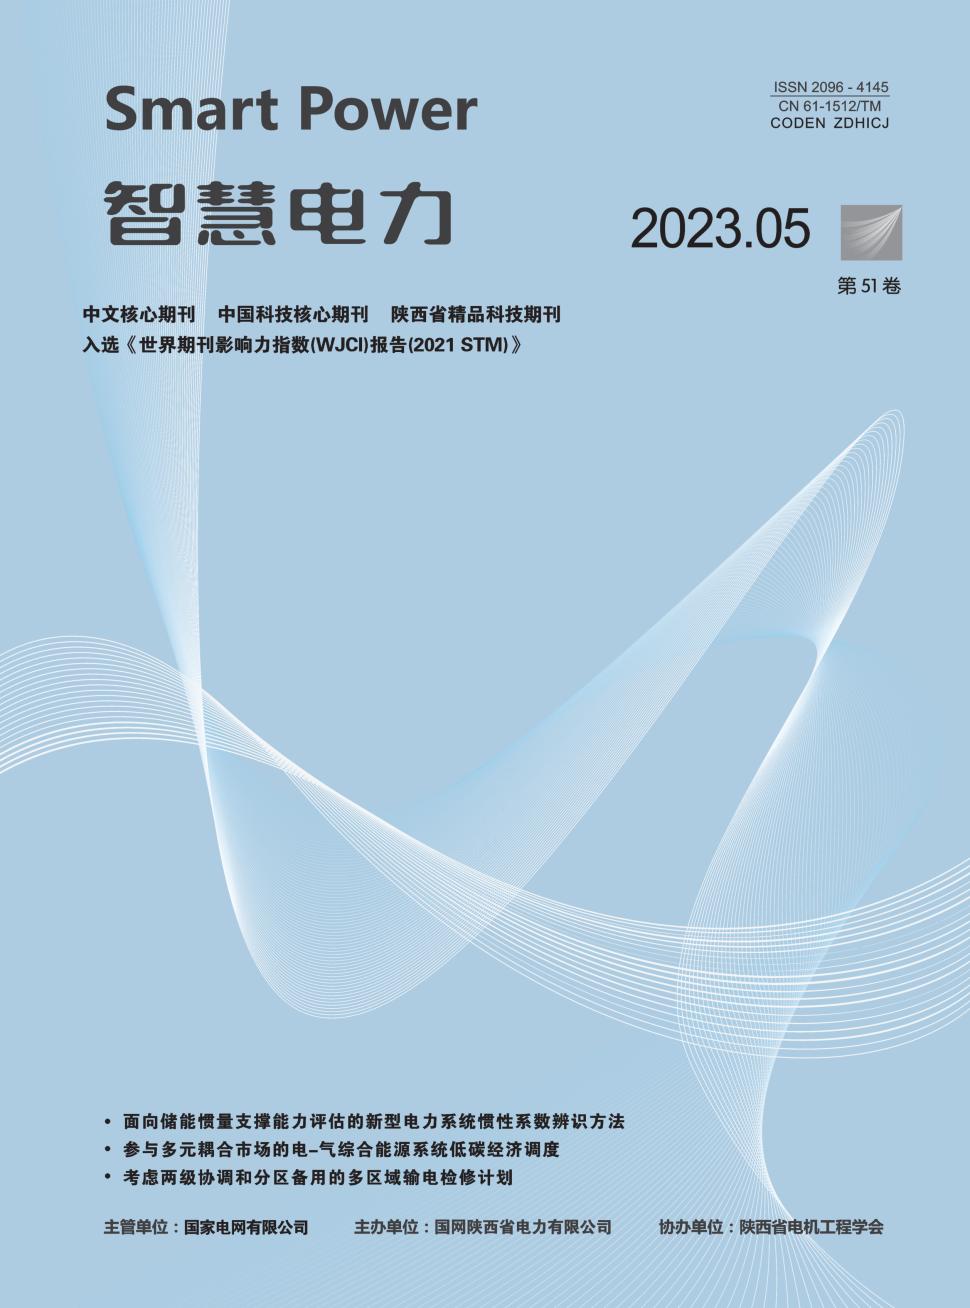 Smart Power
ISSN 2096 - 4145
CN 61-1512/TM
CODEN ZDHICJ
智慧电力
2023.05
第 51 卷
中文核心期刊 中国科技核心期刊 陕西省精品科技期刊
入选《世界期刊影响力指数(WJCI)报告(2021 STM)》
• 面向储能惯量支撑能力评估的新型电力系统惯性系数辨识方法
• 参与多元耦合市场的电–气综合能源系统低碳经济调度
• 考虑两级协调和分区备用的多区域输电检修计划
主管单位：国家电网有限公司 主办单位：国网陕西省电力有限公司 协办单位：陕西省电机工程学会